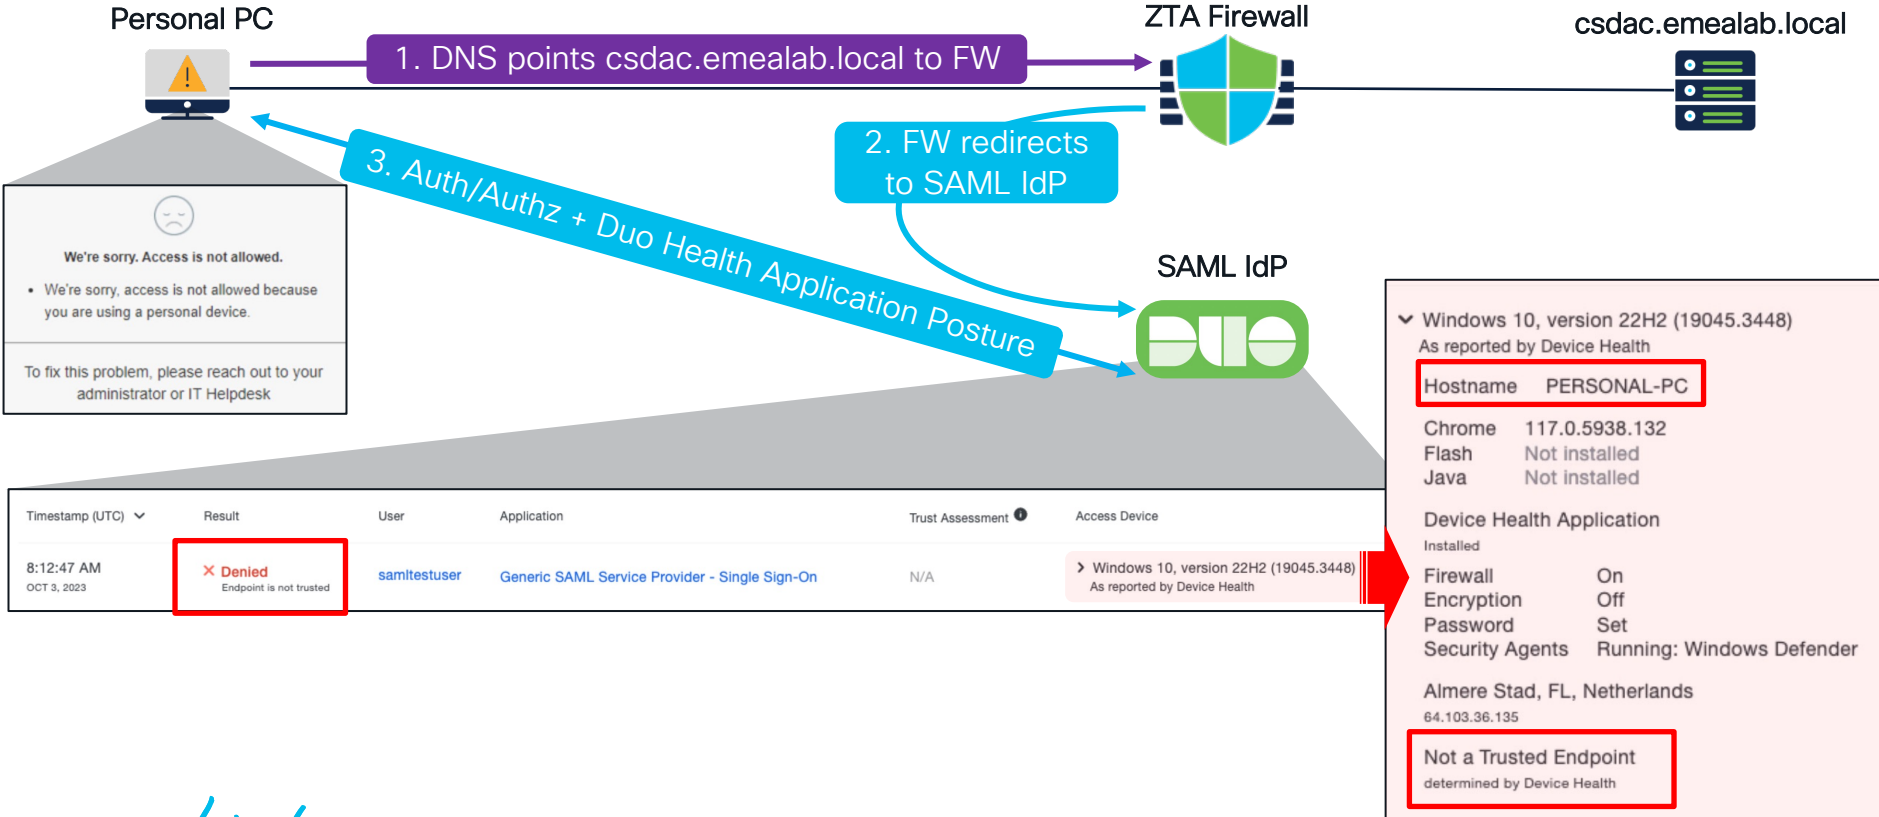 Personal PC
ZTA Firewall
csdac.emealab.local
1. DNS points csdac.emealab.local to FW
2. FW redirects
to SAML IdP
3. Auth/Authz + Duo Health Application Posture
We're sorry. Access is not allowed.
• We're sorry, access is not allowed because
you are using a personal device.
To fix this problem, please reach out to your
administrator or IT Helpdesk
SAML IdP
DUO
Timestamp (UTC) Result User Application Trust Assessment Access Device
8:12:47 AM
OCT 3, 2023
Denied
Endpoint is not trusted
samltestuser
Generic SAML Service Provider - Single Sign-On
N/A
Windows 10, version 22H2 (19045.3448)
As reported by Device Health
Windows 10, version 22H2 (19045.3448)
As reported by Device Health
Hostname PERSONAL-PC
Chrome 117.0.5938.132
Flash Not installed
Java Not installed
Device Health Application
Installed
Firewall On
Encryption Off
Password Set
Security Agents Running: Windows Defender
Almere Stad, FL, Netherlands
64.103.36.135
Not a Trusted Endpoint
determined by Device Health